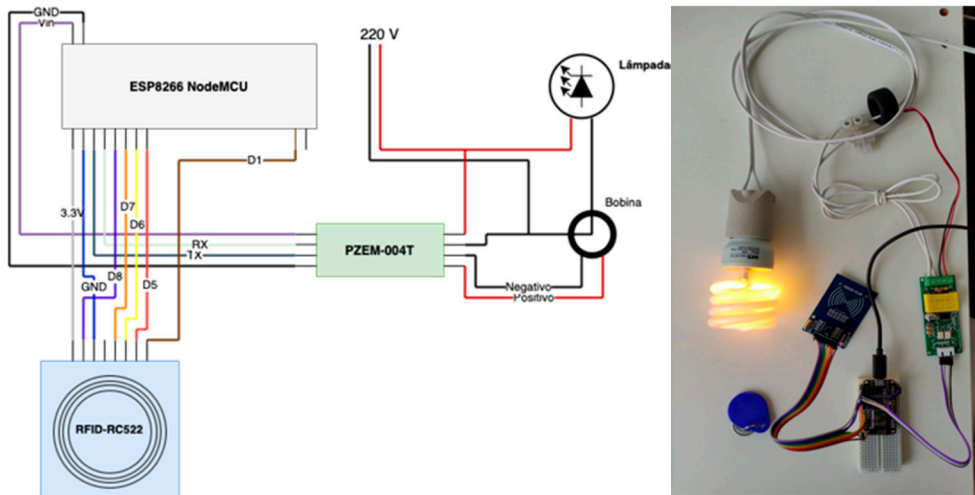 GND
Vin
ESP8266 NodeMCU
220 V
Lâmpada
D1
3.3V
D7
D6
D8
GND
D5
RX
TX
PZEM-004T
Bobina
Negativo
Positivo
RFID-RC522